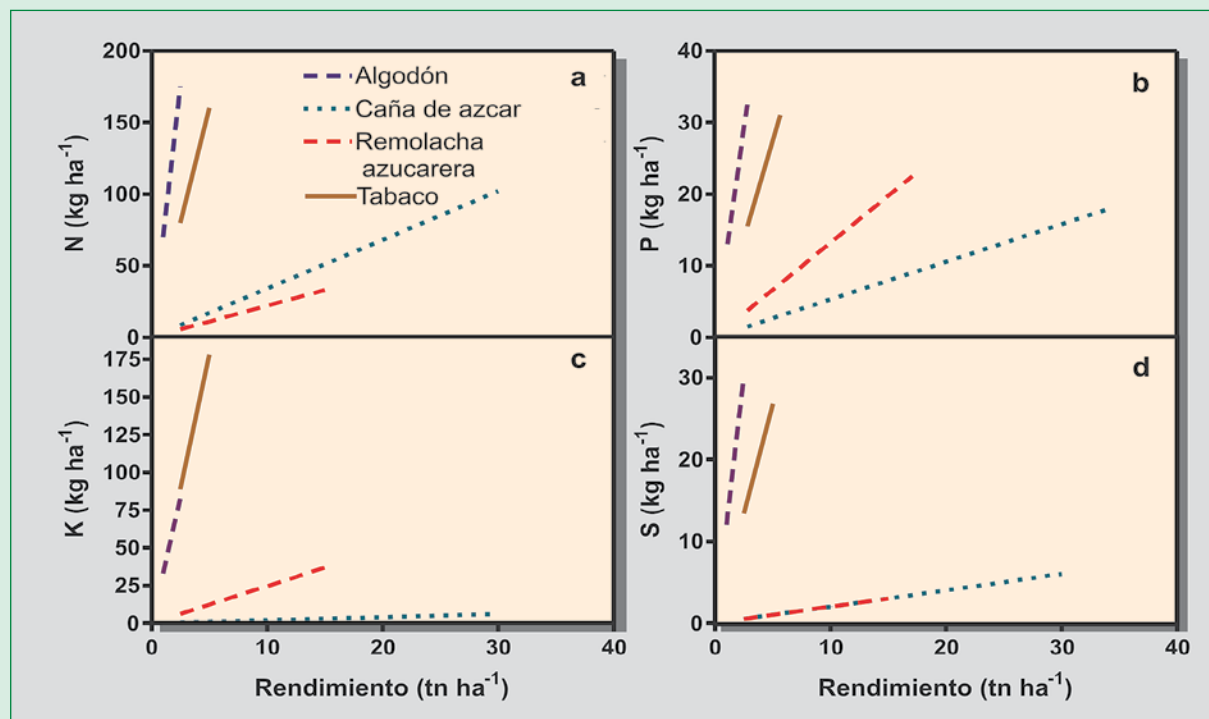 200
150
100
50
0
N (kg ha-1)
a
Algodón
Caña de azcar
Remolacha
azucarera
Tabaco
40
30
20
10
0
P (kg ha-1)
b
175
150
125
100
75
50
25
0
K (kg ha-1)
c
0 10 20 30 40
Rendimiento (tn ha-1)
30
20
10
0
S (kg ha-1)
d
0 10 20 30 40
Rendimiento (tn ha-1)